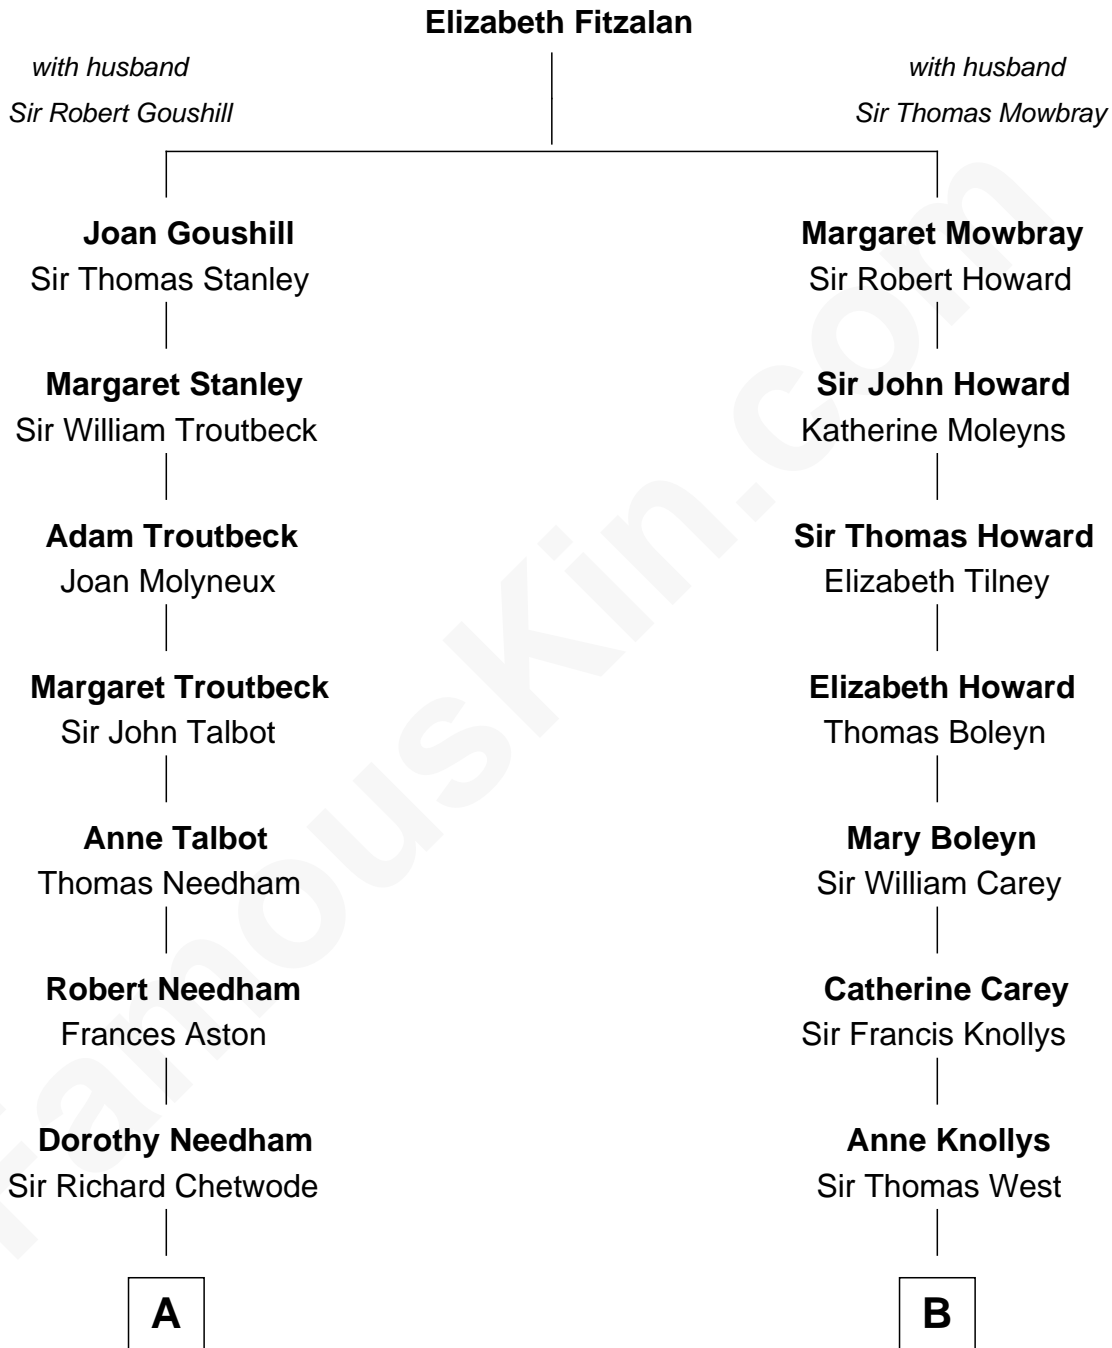 Elizabeth Fitzalan
with husband
Sir Robert Goushill
with husband
Sir Thomas Mowbray
Joan Goushill
Sir Thomas Stanley
Margaret Mowbray
Sir Robert Howard
Margaret Stanley
Sir William Troutbeck
Sir John Howard
Katherine Moleyns
Adam Troutbeck
Joan Molyneux
Sir Thomas Howard
Elizabeth Tilney
Margaret Troutbeck
Sir John Talbot
Elizabeth Howard
Thomas Boleyn
Anne Talbot
Thomas Needham
Mary Boleyn
Sir William Carey
Robert Needham
Frances Aston
Catherine Carey
Sir Francis Knollys
Dorothy Needham
Sir Richard Chetwode
Anne Knollys
Sir Thomas West
A
B
FamousKin.com